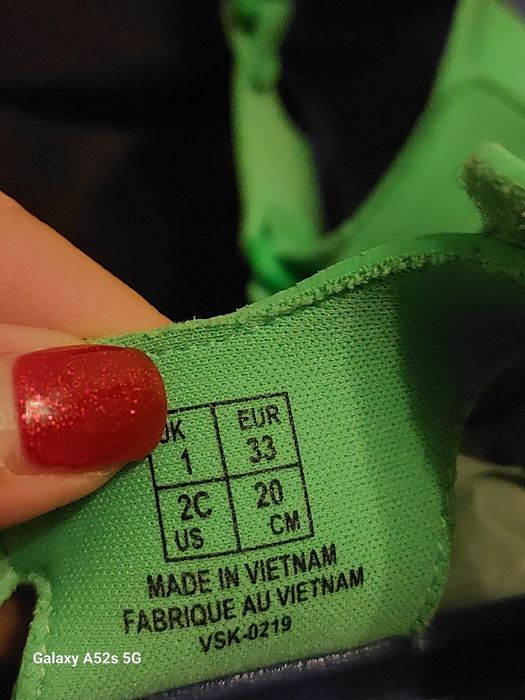 UK EUR
1 33
2C 20
US CM
MADE IN VIETNAM
FABRIQUE AU VIETNAM
VSK-0219
Galaxy A52s 5G